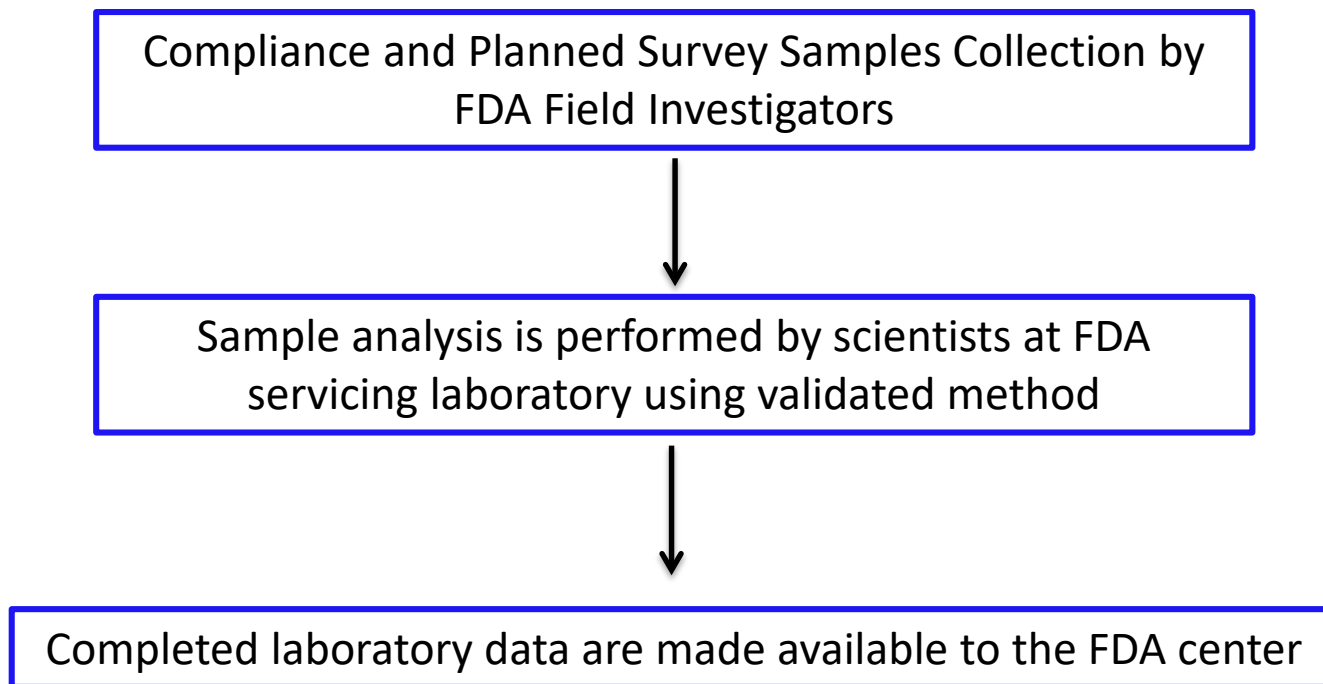 Compliance and Planned Survey Samples Collection by
FDA Field Investigators
Sample analysis is performed by scientists at FDA
servicing laboratory using validated method
Completed laboratory data are made available to the FDA center